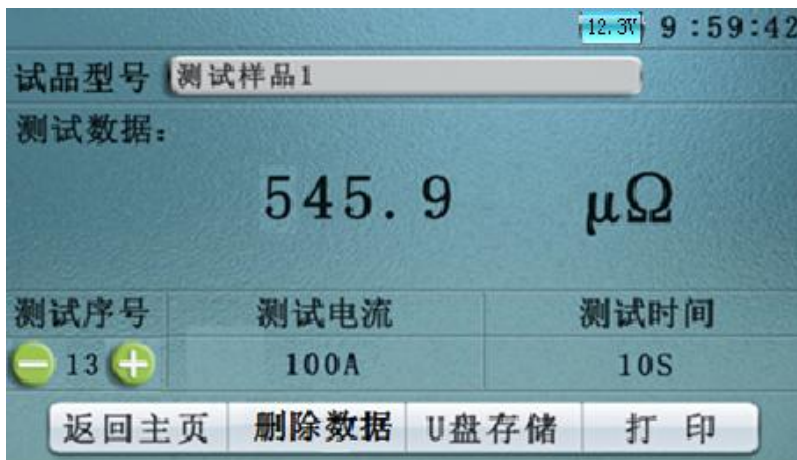 12.3V 9:59:42
试品型号 测试样品1
测试数据:
545.9 μΩ
测试序号 测试电流 测试时间
13 100A 10S
返回主页 删除数据 U盘存储 打 印